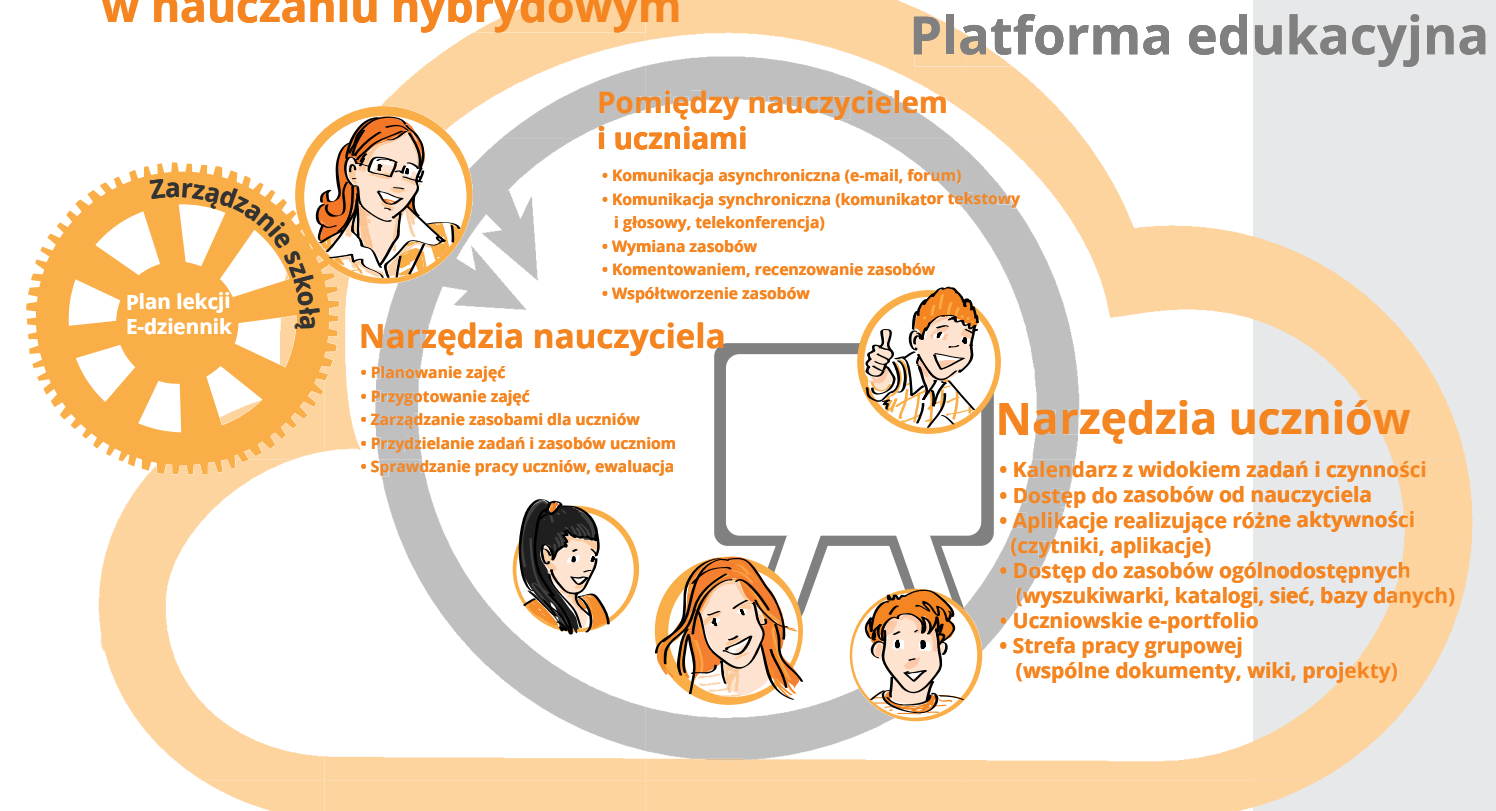 w nauczaniu hybrydowym
Platforma edukacyjna
Zarządzanie szkołą
Plan lekcji
E-dziennik
Pomiędzy nauczycielem
i uczniami
• Komunikacja asynchroniczna (e-mail, forum)
• Komunikacja synchroniczna (komunikator tekstowy
i głosowy, telekonferencja)
• Wymiana zasobów
• Komentowaniem, recenzowanie zasobów
• Współtworzenie zasobów
Narzędzia nauczyciela
• Planowanie zajęć
• Przygotowanie zajęć
• Zarządzanie zasobami dla uczniów
• Przydzielanie zadań i zasobów uczniom
• Sprawdzanie pracy uczniów, ewaluacja
Narzędzia uczniów
• Kalendarz z widokiem zadań i czynności
• Dostęp do zasobów od nauczyciela
• Aplikacje realizujące różne aktywności
(czytniki, aplikacje)
• Dostęp do zasobów ogólnodostępnych
(wyszukiwarki, katalogi, sieć, bazy danych)
• Uczniowskie e-portfolio
• Strefa pracy grupowej
(wspólne dokumenty, wiki, projekty)